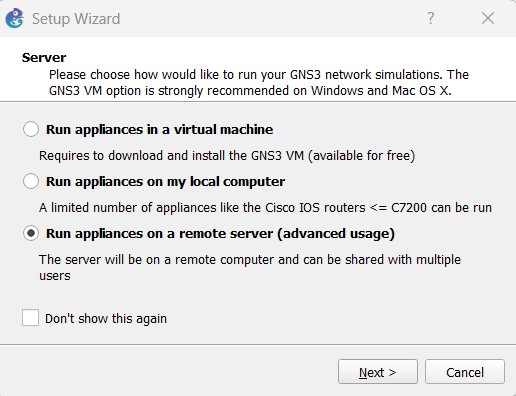 Setup Wizard
?
Server
Please choose how would like to run your GNS3 network simulations. The
GNS3 VM option is strongly recommended on Windows and Mac OS X.
Run appliances in a virtual machine
Requires to download and install the GNS3 VM (available for free)
Run appliances on my local computer
A limited number of appliances like the Cisco IOS routers <= C7200 can be run
Run appliances on a remote server (advanced usage)
The server will be on a remote computer and can be shared with multiple
users
Don't show this again
Next >
Cancel